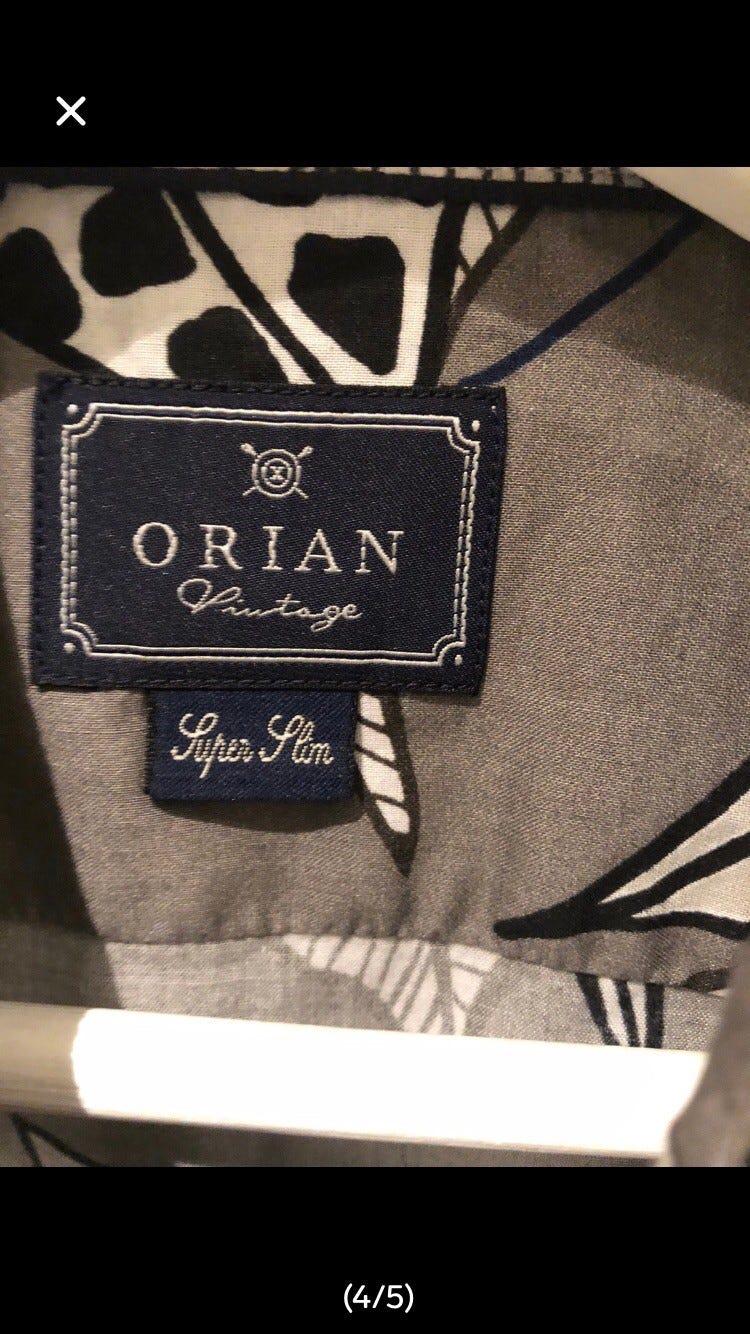 ORIAN
Vintage
Super Slim
(4/5)